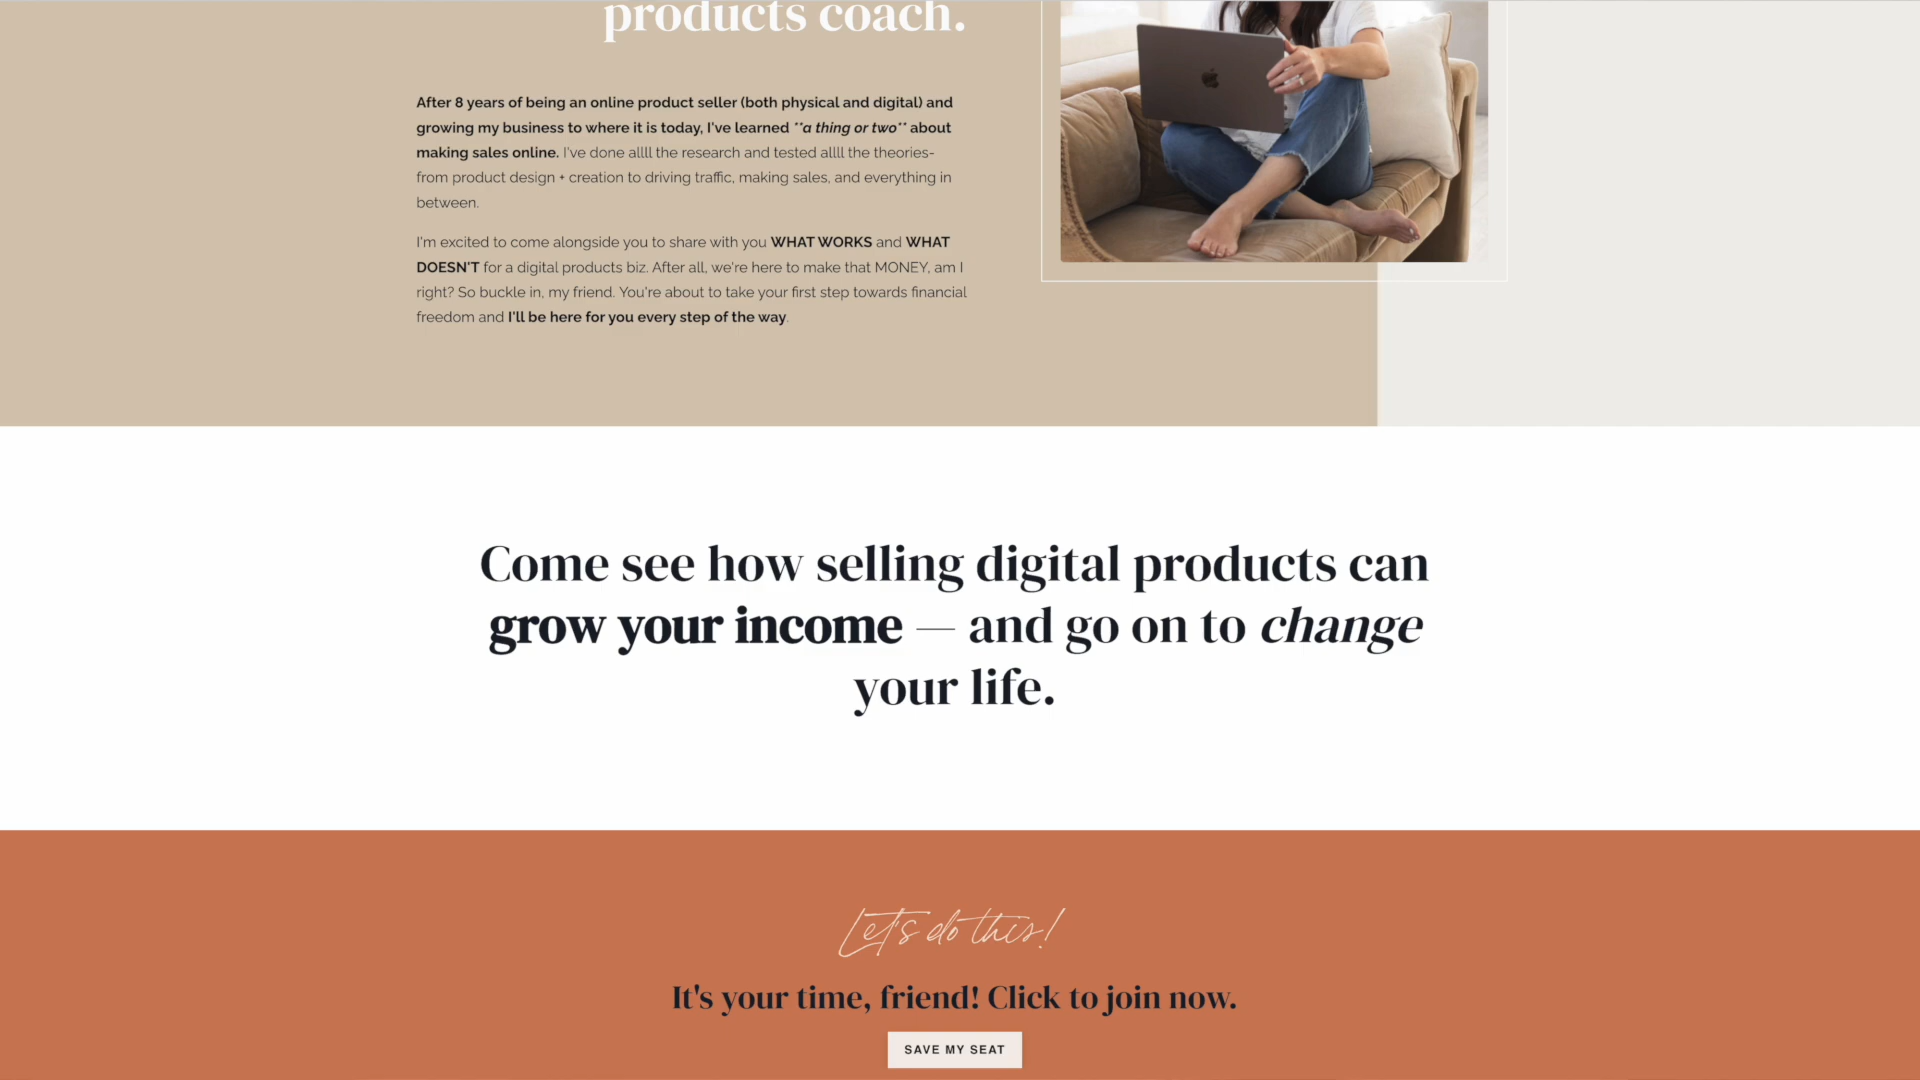 products coach.
After 8 years of being an online product seller (both physical and digital) and
growing my business to where it is today, I've learned **a thing or two** about
making sales online. I've done allll the research and tested allll the theories-
from product design + creation to driving traffic, making sales, and everything in
between.
I'm excited to come alongside you to share with you WHAT WORKS and WHAT
DOESN'T for a digital products biz. After all, we're here to make that MONEY, am I
right? So buckle in, my friend. You're about to take your first step towards financial
freedom and I'll be here for you every step of the way.
Come see how selling digital products can
grow your income — and go on to change
your life.
Let's do this!
It's your time, friend! Click to join now.
SAVE MY SEAT